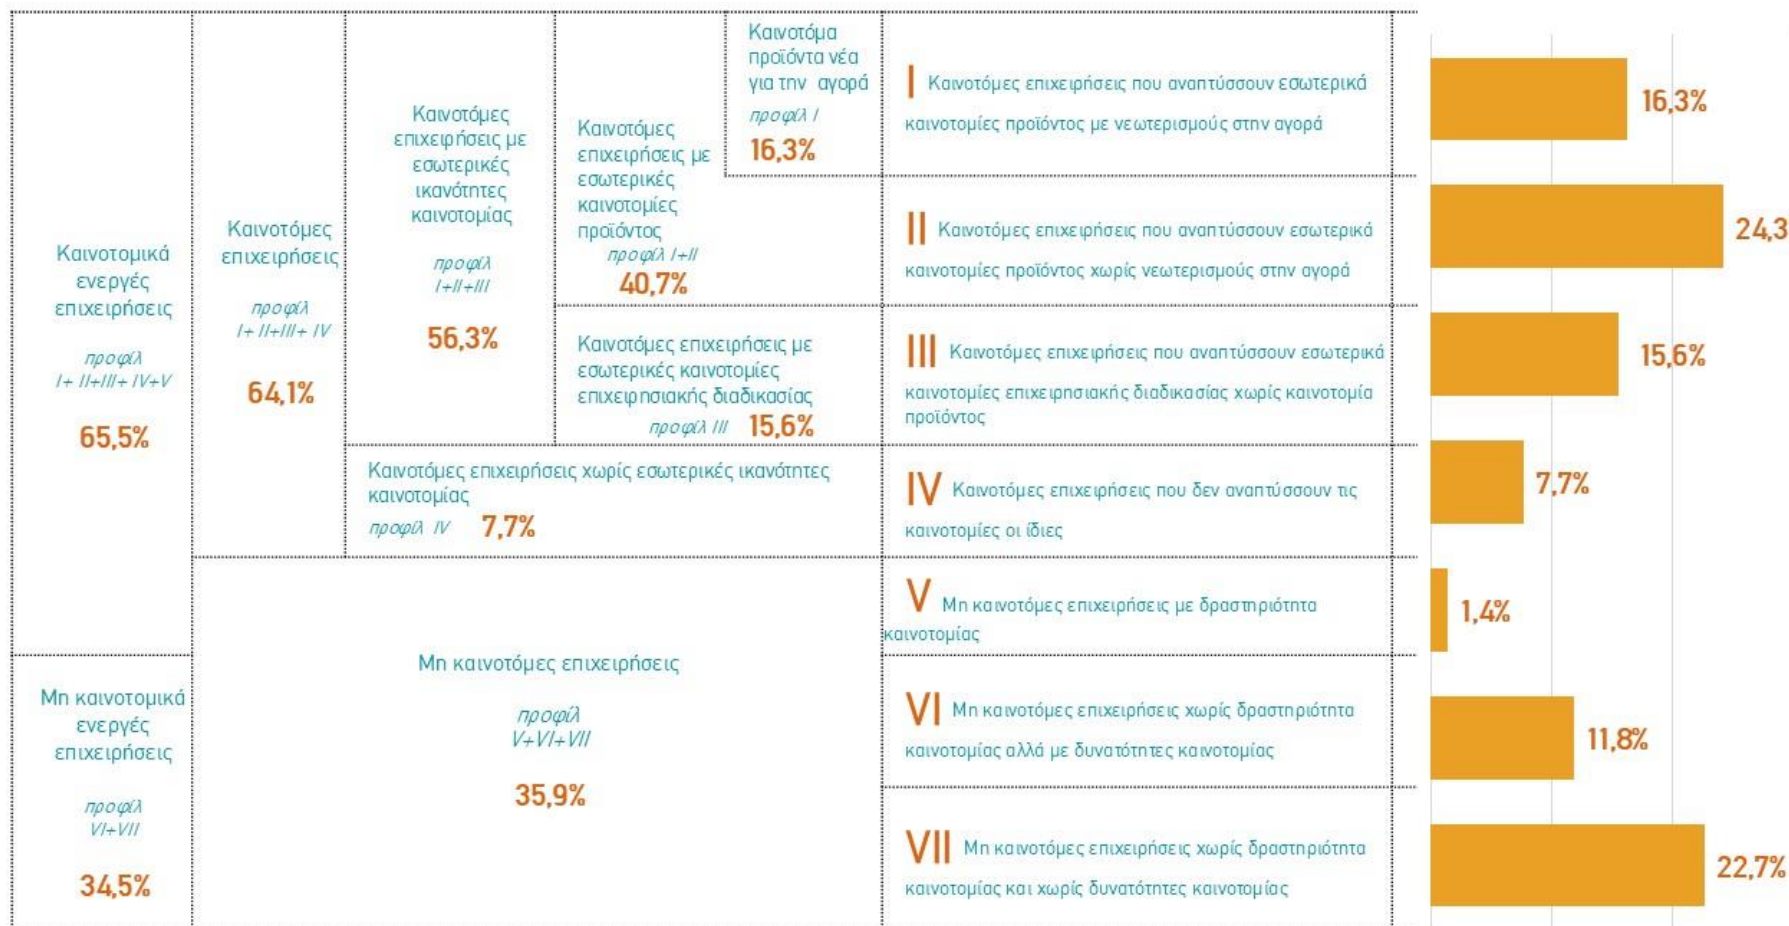 Καινοτομικά
ενεργές
επιχειρήσεις
προφίλ
I+ II+III+ IV+V
65,5%
Μη καινοτομικά
ενεργές
επιχειρήσεις
προφίλ
VI+VII
34,5%
Καινοτόμες
επιχειρήσεις
προφίλ
I+ II+III+ IV
64,1%
Καινοτόμες
επιχειρήσεις με
εσωτερικές
ικανότητες
καινοτομίας
προφίλ
I+II+III
56,3%
Καινοτόμες
επιχειρήσεις με
εσωτερικές
καινοτομίες
προϊόντος
προφίλ I+II
40,7%
Καινοτόμα
προϊόντα νέα
για την αγορά
προφίλ I
16,3%
Καινοτόμες επιχειρήσεις με
εσωτερικές καινοτομίες
επιχειρησιακής διαδικασίας
προφίλ III 15,6%
Καινοτόμες επιχειρήσεις χωρίς εσωτερικές ικανότητες
καινοτομίας
προφίλ IV 7,7%
Μη καινοτόμες επιχειρήσεις
προφίλ
V+VI+VII
35,9%
I Καινοτόμες επιχειρήσεις που αναπτύσσουν εσωτερικά
καινοτομίες προϊόντος με νεωτερισμούς στην αγορά
16,3%
II Καινοτόμες επιχειρήσεις που αναπτύσσουν εσωτερικά
καινοτομίες προϊόντος χωρίς νεωτερισμούς στην αγορά
24,3
III Καινοτόμες επιχειρήσεις που αναπτύσσουν εσωτερικά
καινοτομίες επιχειρησιακής διαδικασίας χωρίς καινοτομία
προϊόντος
15,6%
IV Καινοτόμες επιχειρήσεις που δεν αναπτύσσουν τις
καινοτομίες οι ίδιες
7,7%
V Μη καινοτόμες επιχειρήσεις με δραστηριότητα
καινοτομίας
1,4%
VI Μη καινοτόμες επιχειρήσεις χωρίς δραστηριότητα
καινοτομίας αλλά με δυνατότητες καινοτομίας
11,8%
VII Μη καινοτόμες επιχειρήσεις χωρίς δραστηριότητα
καινοτομίας και χωρίς δυνατότητες καινοτομίας
22,7%